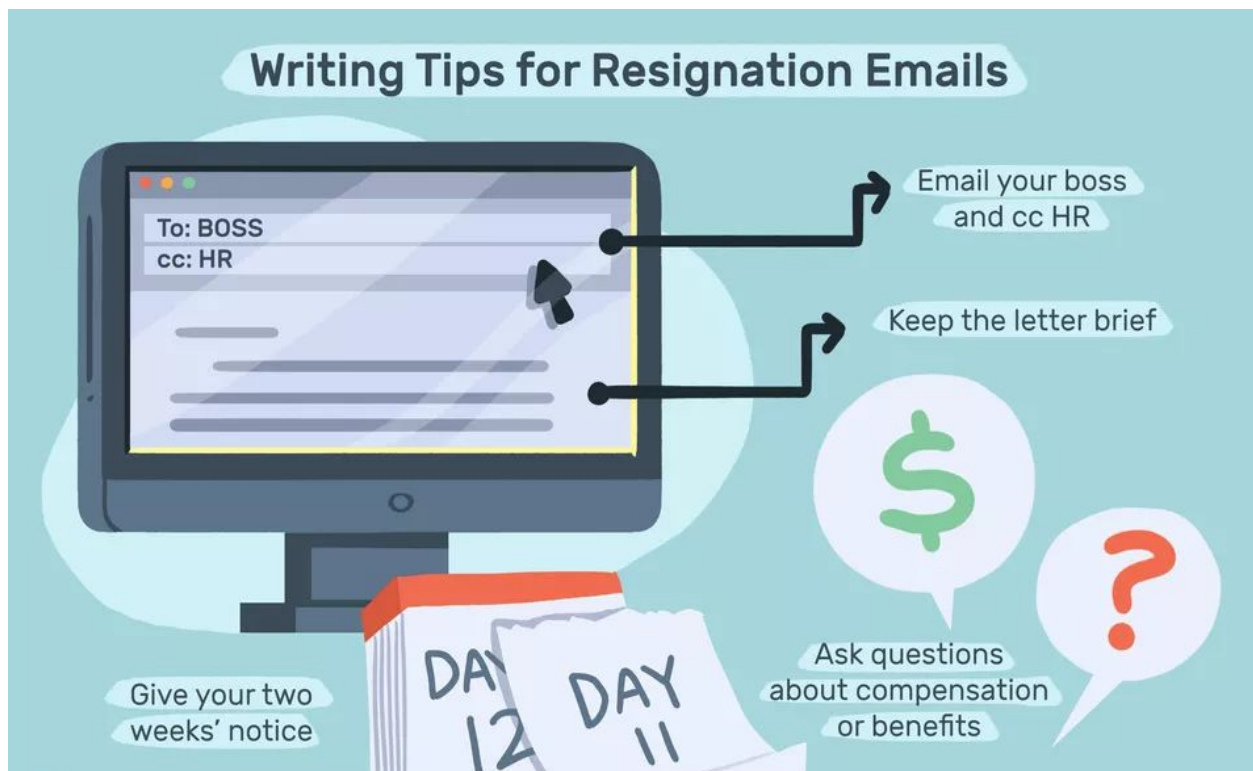 Writing Tips for Resignation Emails
To: BOSS
cc: HR
Email your boss
and cc HR
Keep the letter brief
Give your two
weeks' notice
DAY
12
DAY
11
Ask questions
about compensation
or benefits